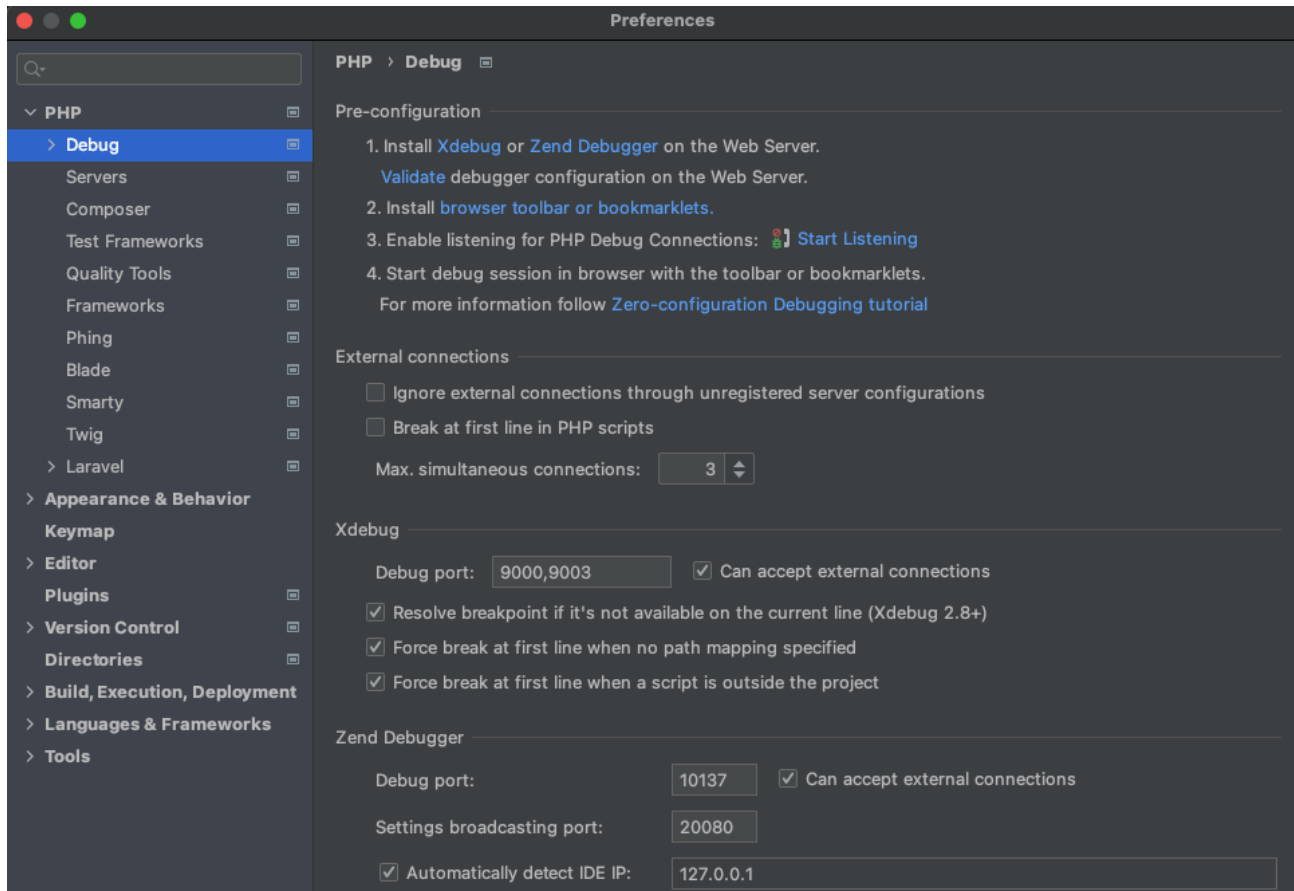 Preferences
PHP
Debug
Servers
Composer
Test Frameworks
Quality Tools
Frameworks
Phing
Blade
Smarty
Twig
Laravel
Appearance & Behavior
Keymap
Editor
Plugins
Version Control
Directories
Build, Execution, Deployment
Languages & Frameworks
Tools
PHP › Debug
Pre-configuration
1. Install Xdebug or Zend Debugger on the Web Server.
Validate debugger configuration on the Web Server.
2. Install browser toolbar or bookmarklets.
3. Enable listening for PHP Debug Connections: Start Listening
4. Start debug session in browser with the toolbar or bookmarklets.
For more information follow Zero-configuration Debugging tutorial
External connections
Ignore external connections through unregistered server configurations
Break at first line in PHP scripts
Max. simultaneous connections: 3
Xdebug
Debug port: 9000,9003 Can accept external connections
Resolve breakpoint if it's not available on the current line (Xdebug 2.8+)
Force break at first line when no path mapping specified
Force break at first line when a script is outside the project
Zend Debugger
Debug port: 10137 Can accept external connections
Settings broadcasting port: 20080
Automatically detect IDE IP: 127.0.0.1